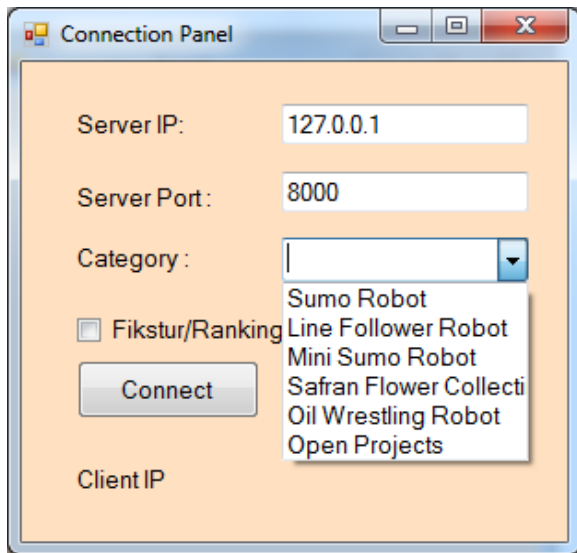 Connection Panel
Server IP: 127.0.0.1
Server Port : 8000
Category :
Sumo Robot
Fikstur/Ranking Line Follower Robot
Mini Sumo Robot
Connect Safran Flower Collecti
Oil Wrestling Robot
Open Projects
Client IP